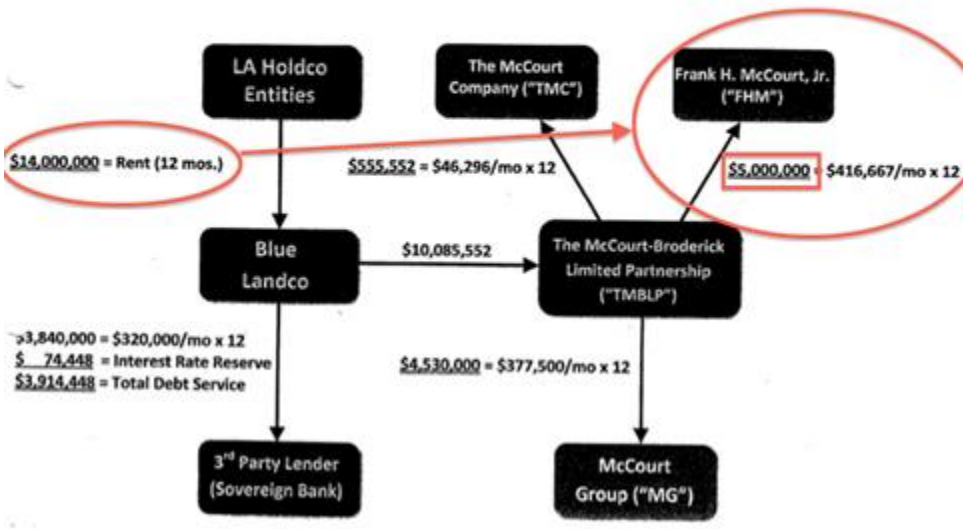 LA Holdco
Entities
The McCourt
Company ("TMC")
Frank H. McCourt, Jr.
("FHM")
$14,000,000 = Rent (12 mos.)
$555,552 = $46,296/mo x 12
$5,000,000 = $416,667/mo x 12
Blue
Landco
$10,085,552
The McCourt-Broderick
Limited Partnership
("TMBLP")
$3,840,000 = $320,000/mo x 12
$ 74,448 = Interest Rate Reserve
$3,914,448 = Total Debt Service
$4,530,000 = $377,500/mo x 12
3rd Party Lender
(Sovereign Bank)
McCourt
Group ("MG")